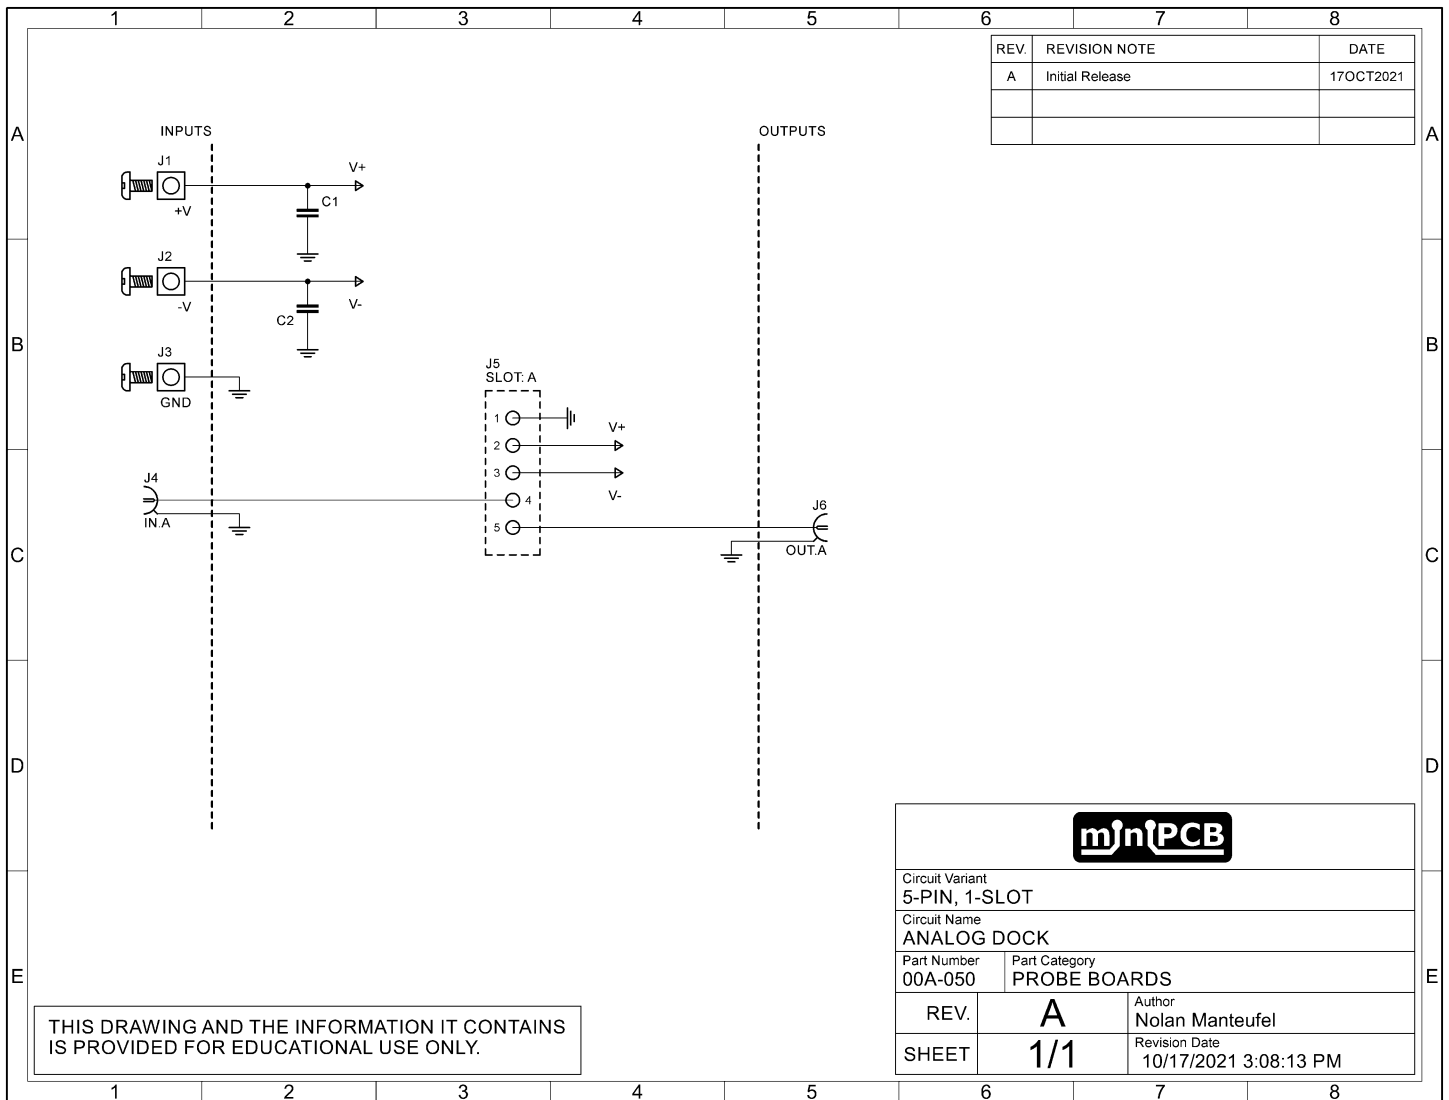 1 2 3 4 5 6 7 8
REV. REVISION NOTE DATE
A Initial Release 17OCT2021
A A
INPUTS OUTPUTS
J1
V+
C1
+V
J2
-V
V-
C2
B B
J3
GND
J5
SLOT: A
1
V+
2
3
J4
V-
4
IN.A
J6
5
OUT.A
C C
D D
miniPCB
Circuit Variant
5-PIN, 1-SLOT
Circuit Name
ANALOG DOCK
Part Number Part Category
00A-050 PROBE BOARDS
E E
REV. A Author
Nolan Manteufel
SHEET 1/1 Revision Date
10/17/2021 3:08:13 PM
THIS DRAWING AND THE INFORMATION IT CONTAINS
IS PROVIDED FOR EDUCATIONAL USE ONLY.
1 2 3 4 5 6 7 8